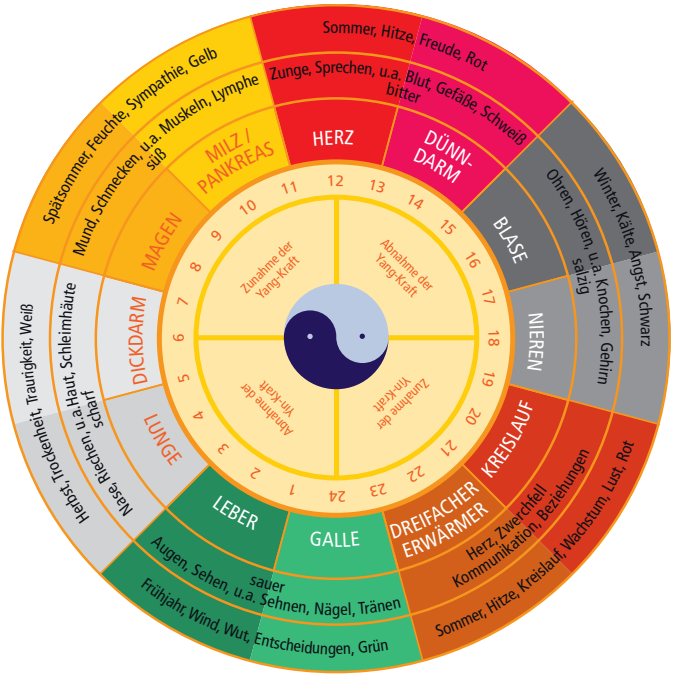 Sommer, Hitze, Freude, Rot
Zunge, Sprechen, u.a. Blut, Gefäße, Schweiß
bitter
HERZ
DÜNN-
DARM
Winter, Kälte, Angst, Schwarz
Ohren, Hören, u.a. Knochen, Gehirn
salzig
BLASE
NIEREN
Sommer, Hitze, Kreislauf, Wachstum, Lust, Rot
Herz, Zwerchfell
Kommunikation, Beziehungen
KREISLAUF
DREIFACHER
ERWÄRMER
Frühjahr, Wind, Wut, Entscheidungen, Grün
Augen, Sehen, u.a. Sehnen, Nägel, Tränen
sauer
GALLE
LEBER
Herbst, Trockenheit, Traurigkeit, Weiß
Nase, Riechen, u.a. Haut, Schleimhäute
scharf
LUNGE
DICKDARM
Spätsommer, Feuchte, Sympathie, Gelb
Mund, Schmecken, u.a. Muskeln, Lymphe
süß
MAGEN
MILZ /
PANKREAS
12
13
14
15
16
17
18
19
20
21
22
23
24
1
2
3
4
5
6
7
8
9
10
11
Zunahme der
Yang-Kraft
Abnahme der
Yang-Kraft
Zunahme der
Yin-Kraft
Abnahme der
Yin-Kraft